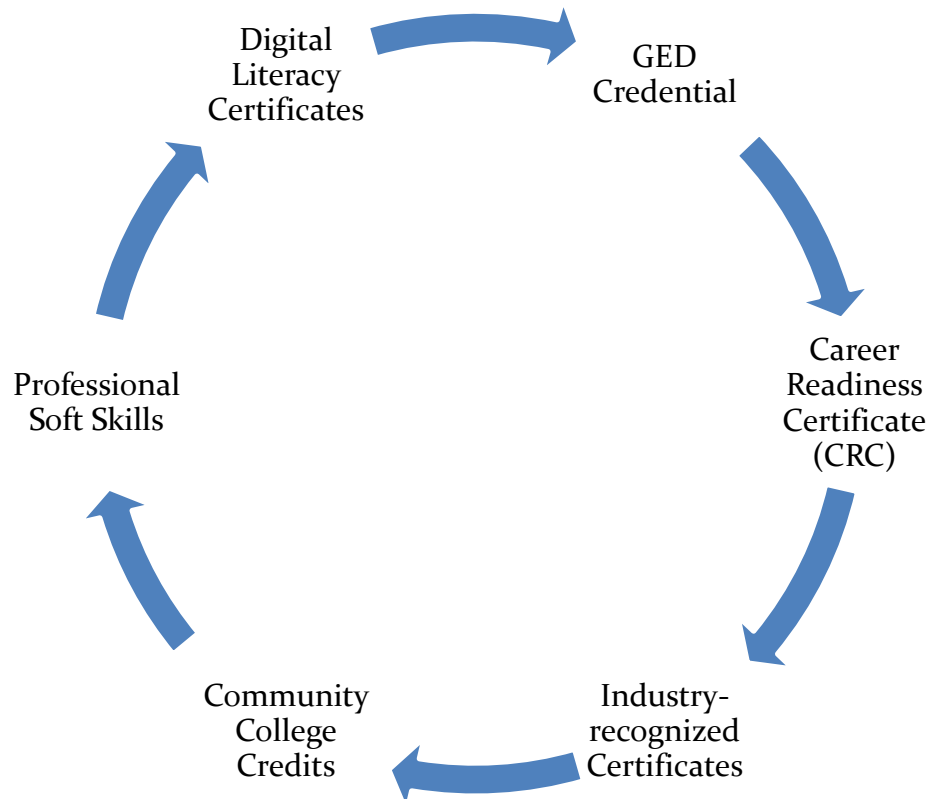 Digital
Literacy
Certificates
GED
Credential
Career
Readiness
Certificate
(CRC)
Industry-
recognized
Certificates
Community
College
Credits
Professional
Soft Skills